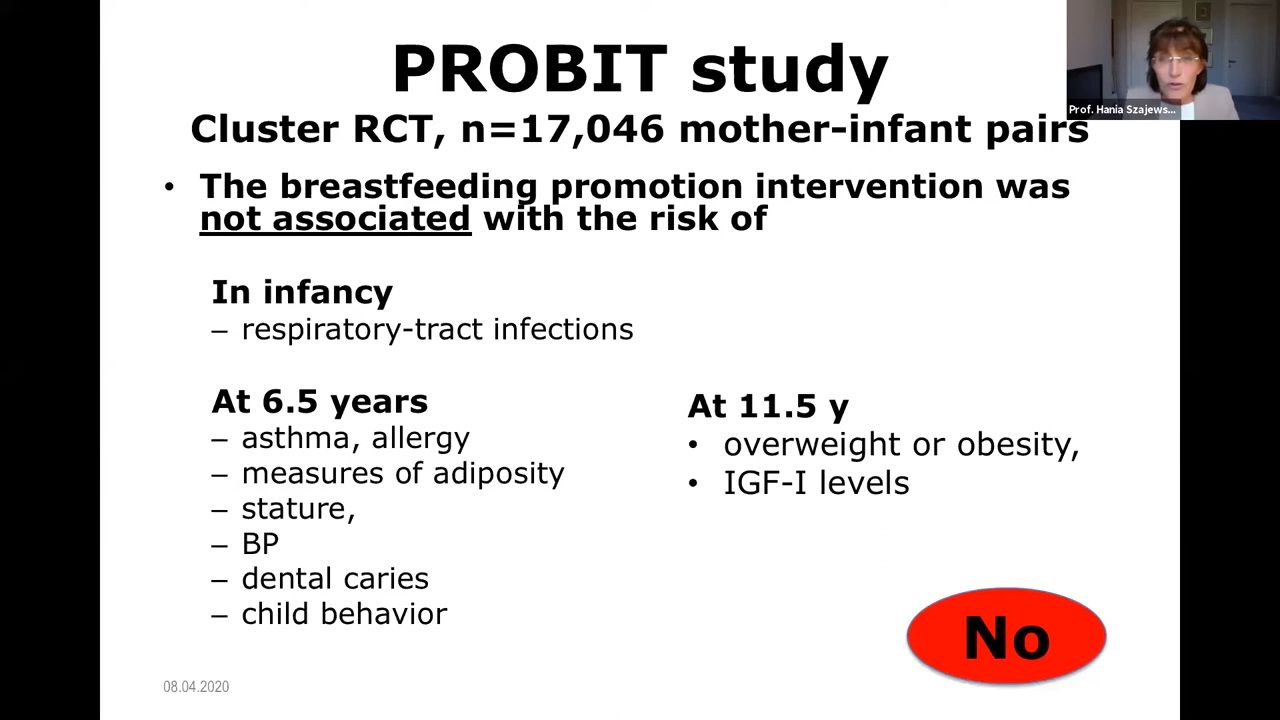 PROBIT study
Cluster RCT, n=17,046 mother-infant pairs
Prof. Hania Szajews...
• The breastfeeding promotion intervention was
not associated with the risk of
In infancy
– respiratory-tract infections
At 6.5 years
– asthma, allergy
– measures of adiposity
– stature,
– BP
– dental caries
– child behavior
At 11.5 y
• overweight or obesity,
• IGF-I levels
No
08.04.2020